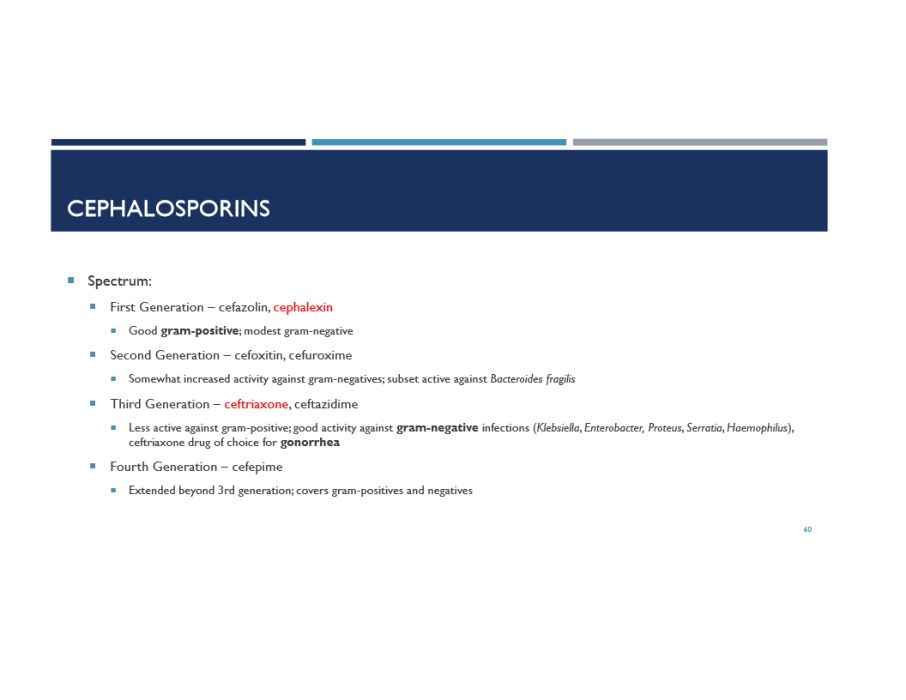 CEPHALOSPORINS
Spectrum:
First Generation – cefazolin, cephalexin
Good gram-positive; modest gram-negative
Second Generation – cefoxitin, cefuroxime
Somewhat increased activity against gram-negatives; subset active against Bacteroides fragilis
Third Generation – ceftriaxone, ceftazidime
Less active against gram-positive; good activity against gram-negative infections (Klebsiella, Enterobacter, Proteus, Serratia, Haemophilus),
ceftriaxone drug of choice for gonorrhea
Fourth Generation – cefepime
Extended beyond 3rd generation; covers gram-positives and negatives
60